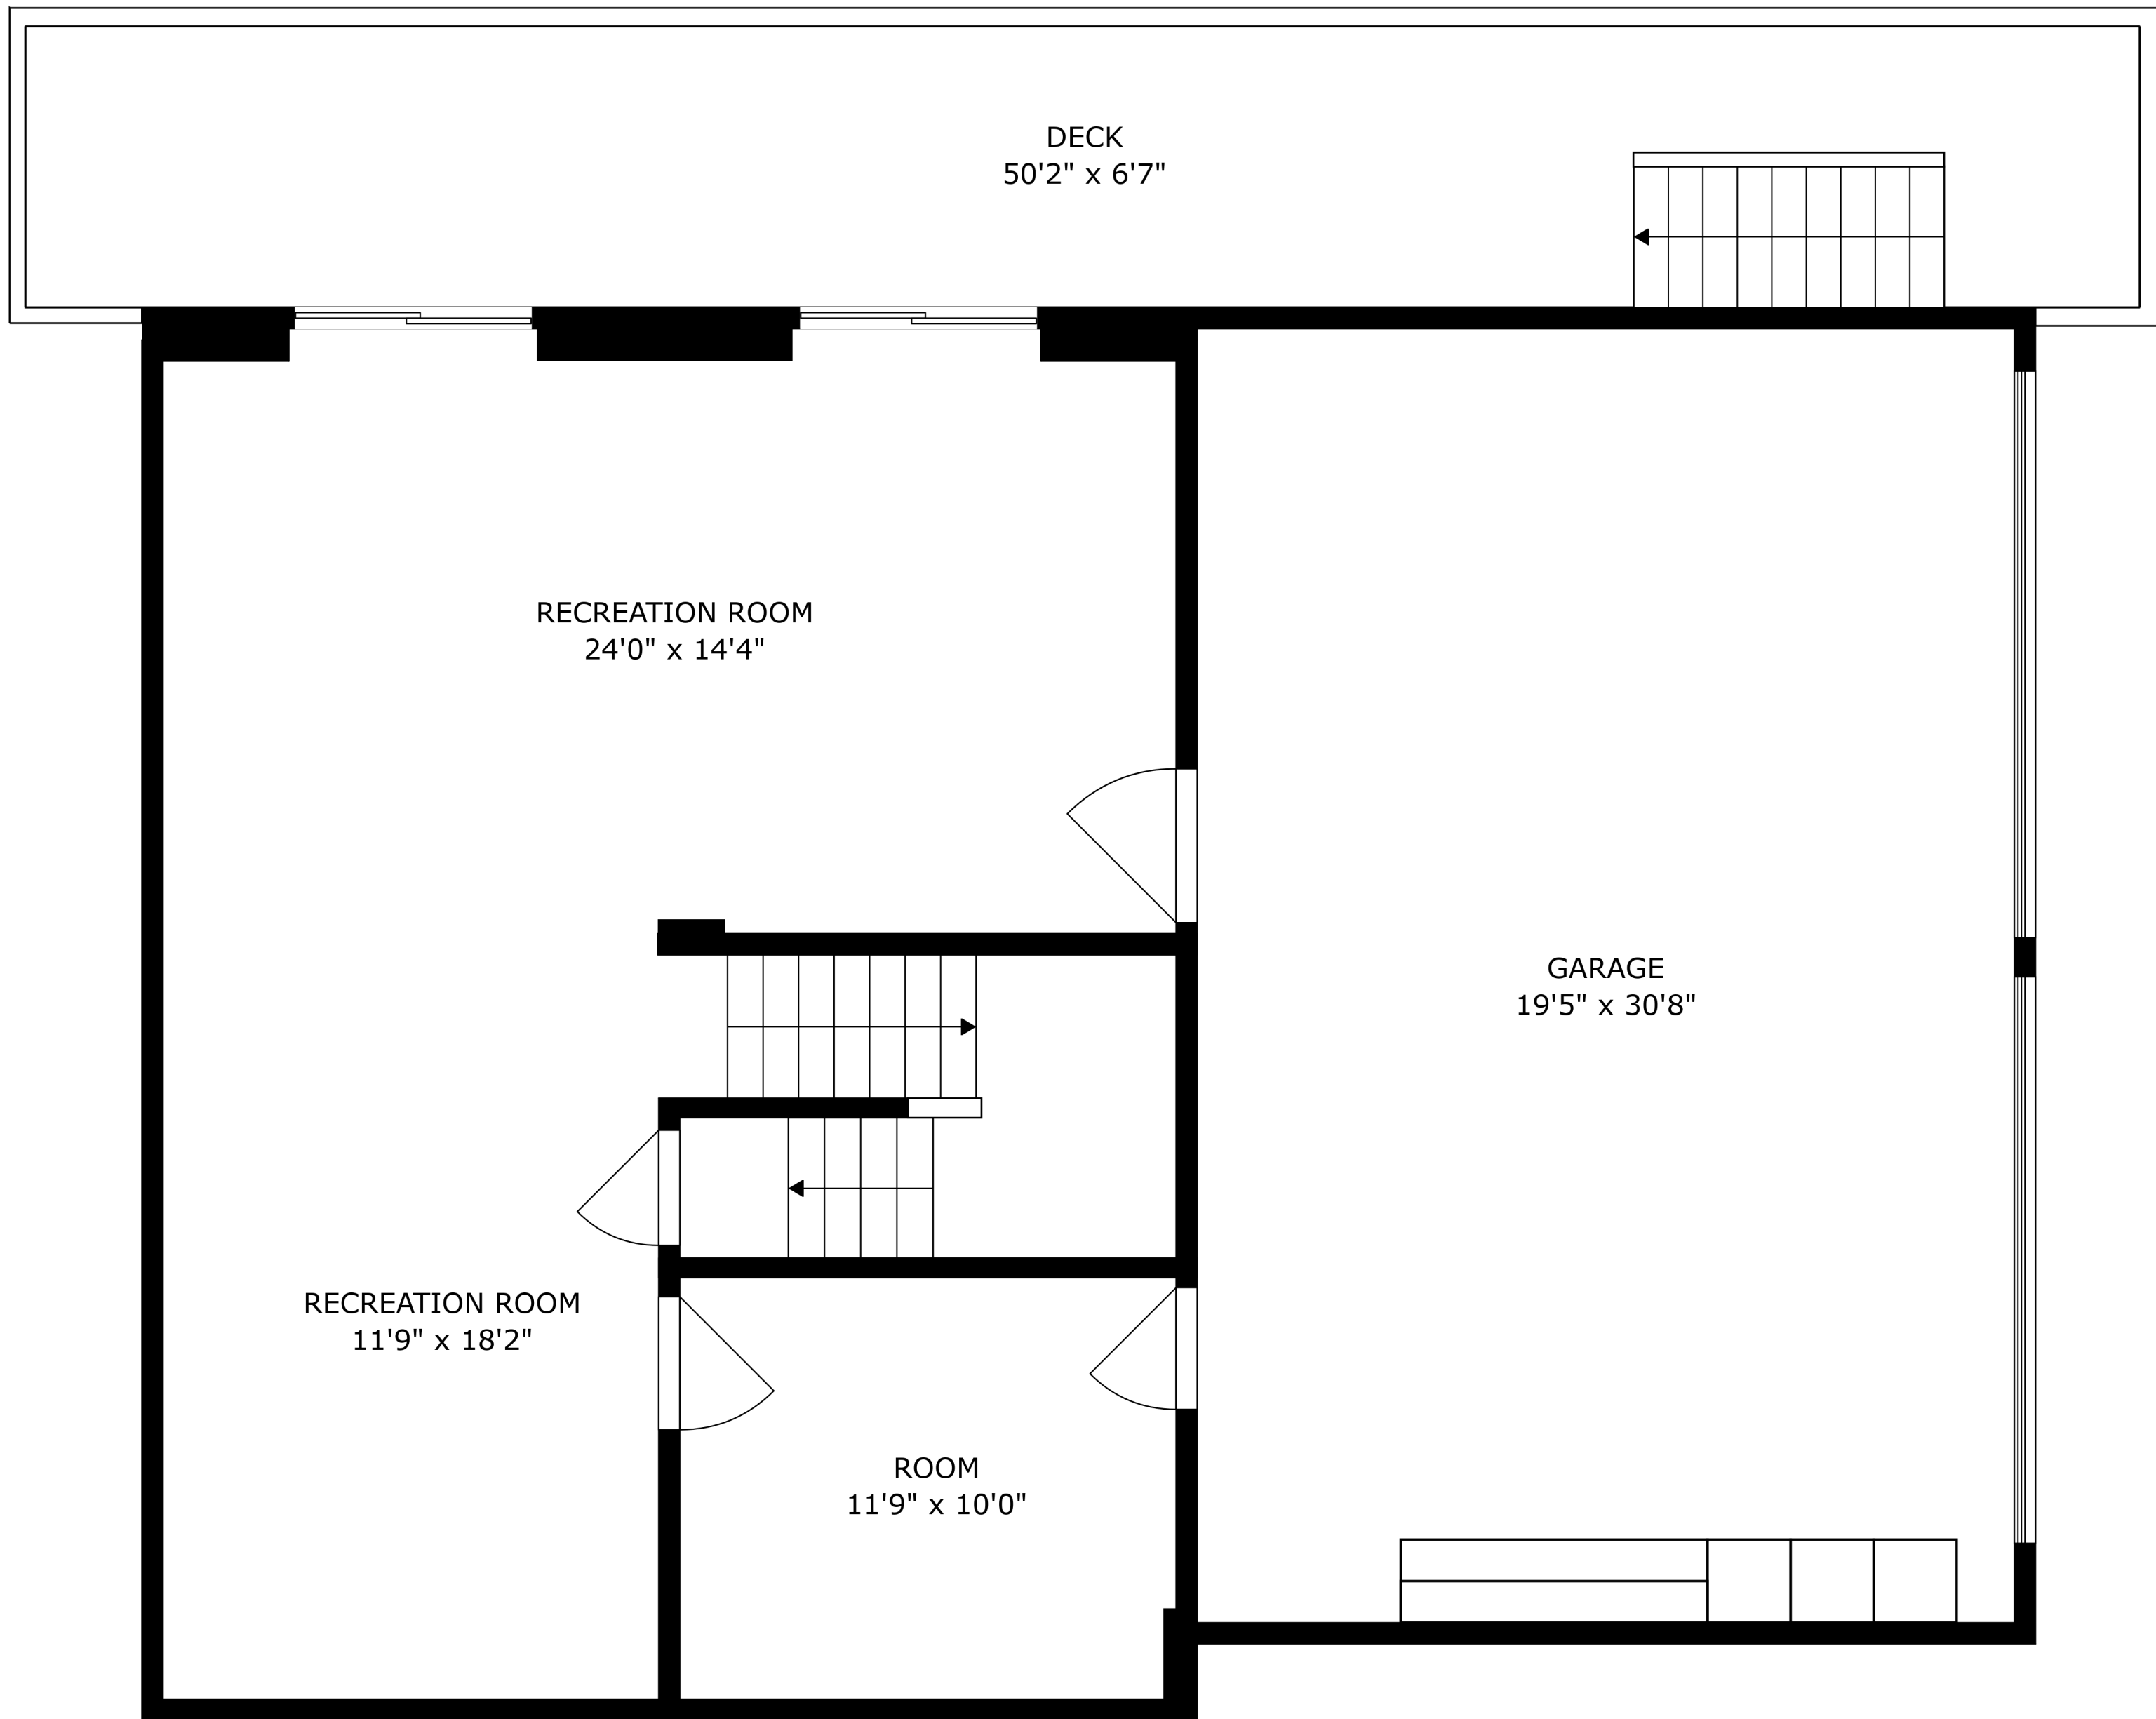 DECK
50'2" x 6'7"
RECREATION ROOM
24'0" x 14'4"
GARAGE
19'5" x 30'8"
RECREATION ROOM
11'9" x 18'2"
ROOM
11'9" x 10'0"